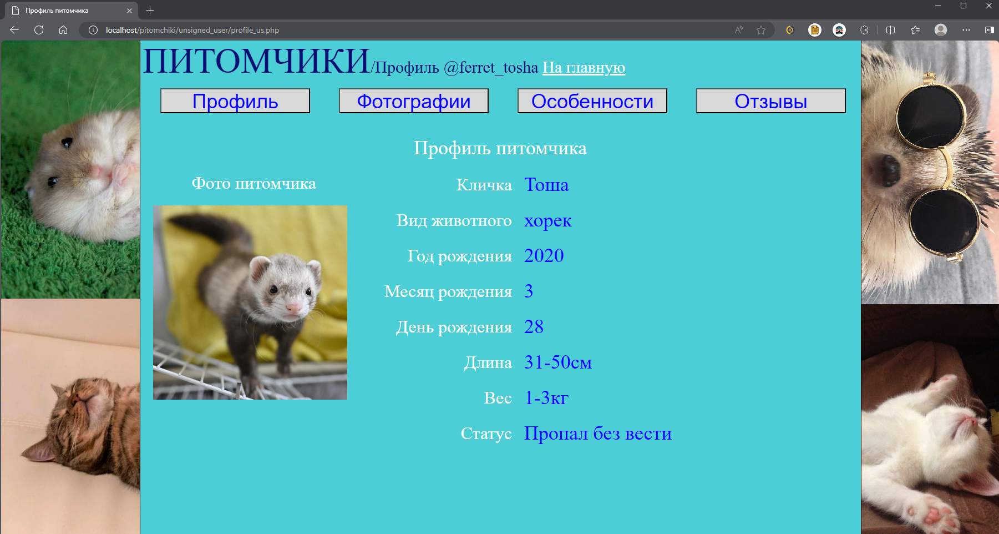 Профиль питомчика
localhost/pitomchiki/unsigned_user/profile_us.php
ПИТОМЧИКИ/Профиль @ferret_tosha На главную
Профиль Фотографии Особенности Отзывы
Профиль питомчика
Фото питомчика
Кличка Тоша
Вид животного хорек
Год рождения 2020
Месяц рождения 3
День рождения 28
Длина 31-50см
Вес 1-3кг
Статус Пропал без вести